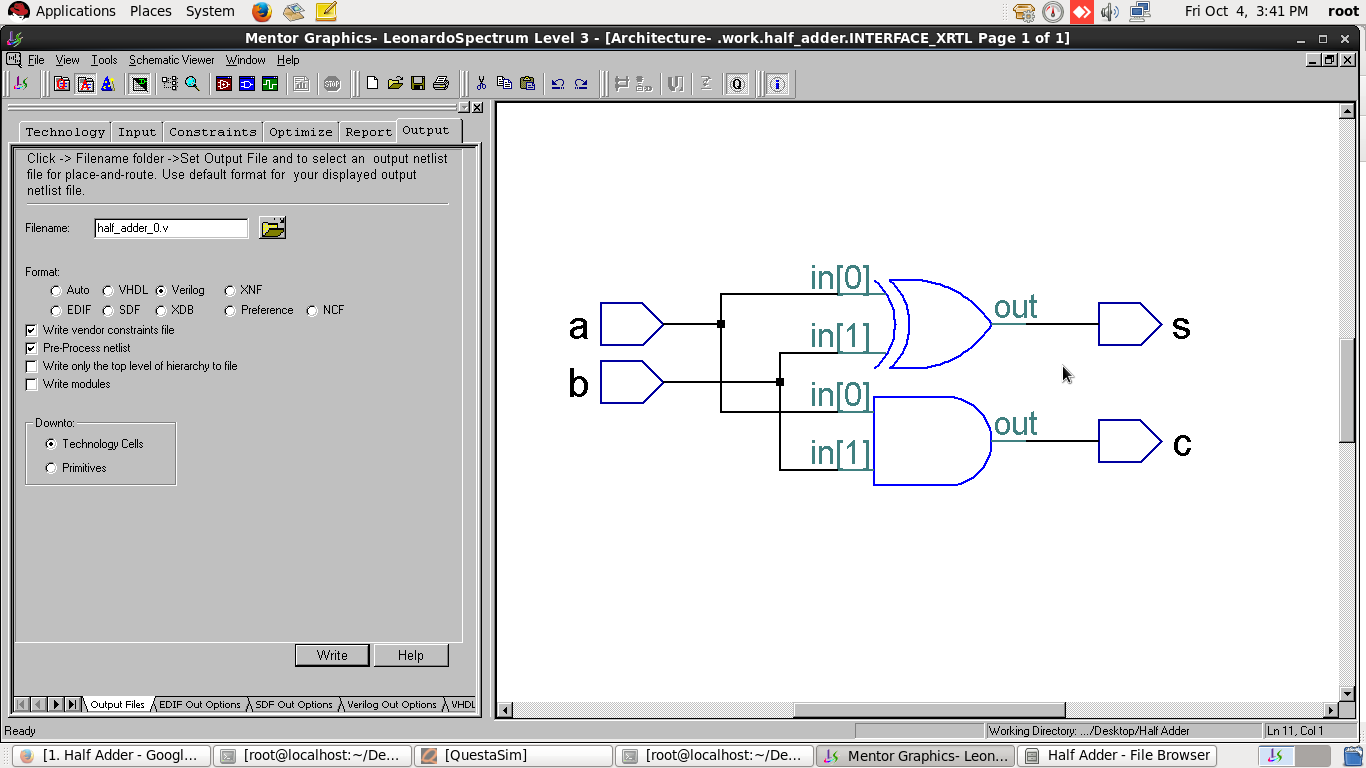 Applications Places System Fri Oct 4, 3:41 PM root
Mentor Graphics- LeonardoSpectrum Level 3 - [Architecture- .work.half_adder.INTERFACE_XRTL Page 1 of 1]
File View Tools Schematic Viewer Window Help
Technology Input Constraints Optimize Report Output
Click -> Filename folder ->Set Output File and to select an output netlist
file for place-and-route. Use default format for your displayed output
netlist file.
Filename: half_adder_0.v
Format:
Auto VHDL Verilog XNF
EDIF SDF XDB Preference NCF
Write vendor constraints file
Pre-Process netlist
Write only the top level of hierarchy to file
Write modules
Downto:
Technology Cells
Primitives
Write Help
Output Files EDIF Out Options SDF Out Options Verilog Out Options VHDL
in[0]
out
a
s
in[1]
b
in[0]
out
c
in[1]
Ready Working Directory: .../Desktop/Half Adder Ln 11, Col 1
[1. Half Adder - Googl... [root@localhost:~/De... [QuestaSim] [root@localhost:~/De... Mentor Graphics- Leon... Half Adder - File Browser